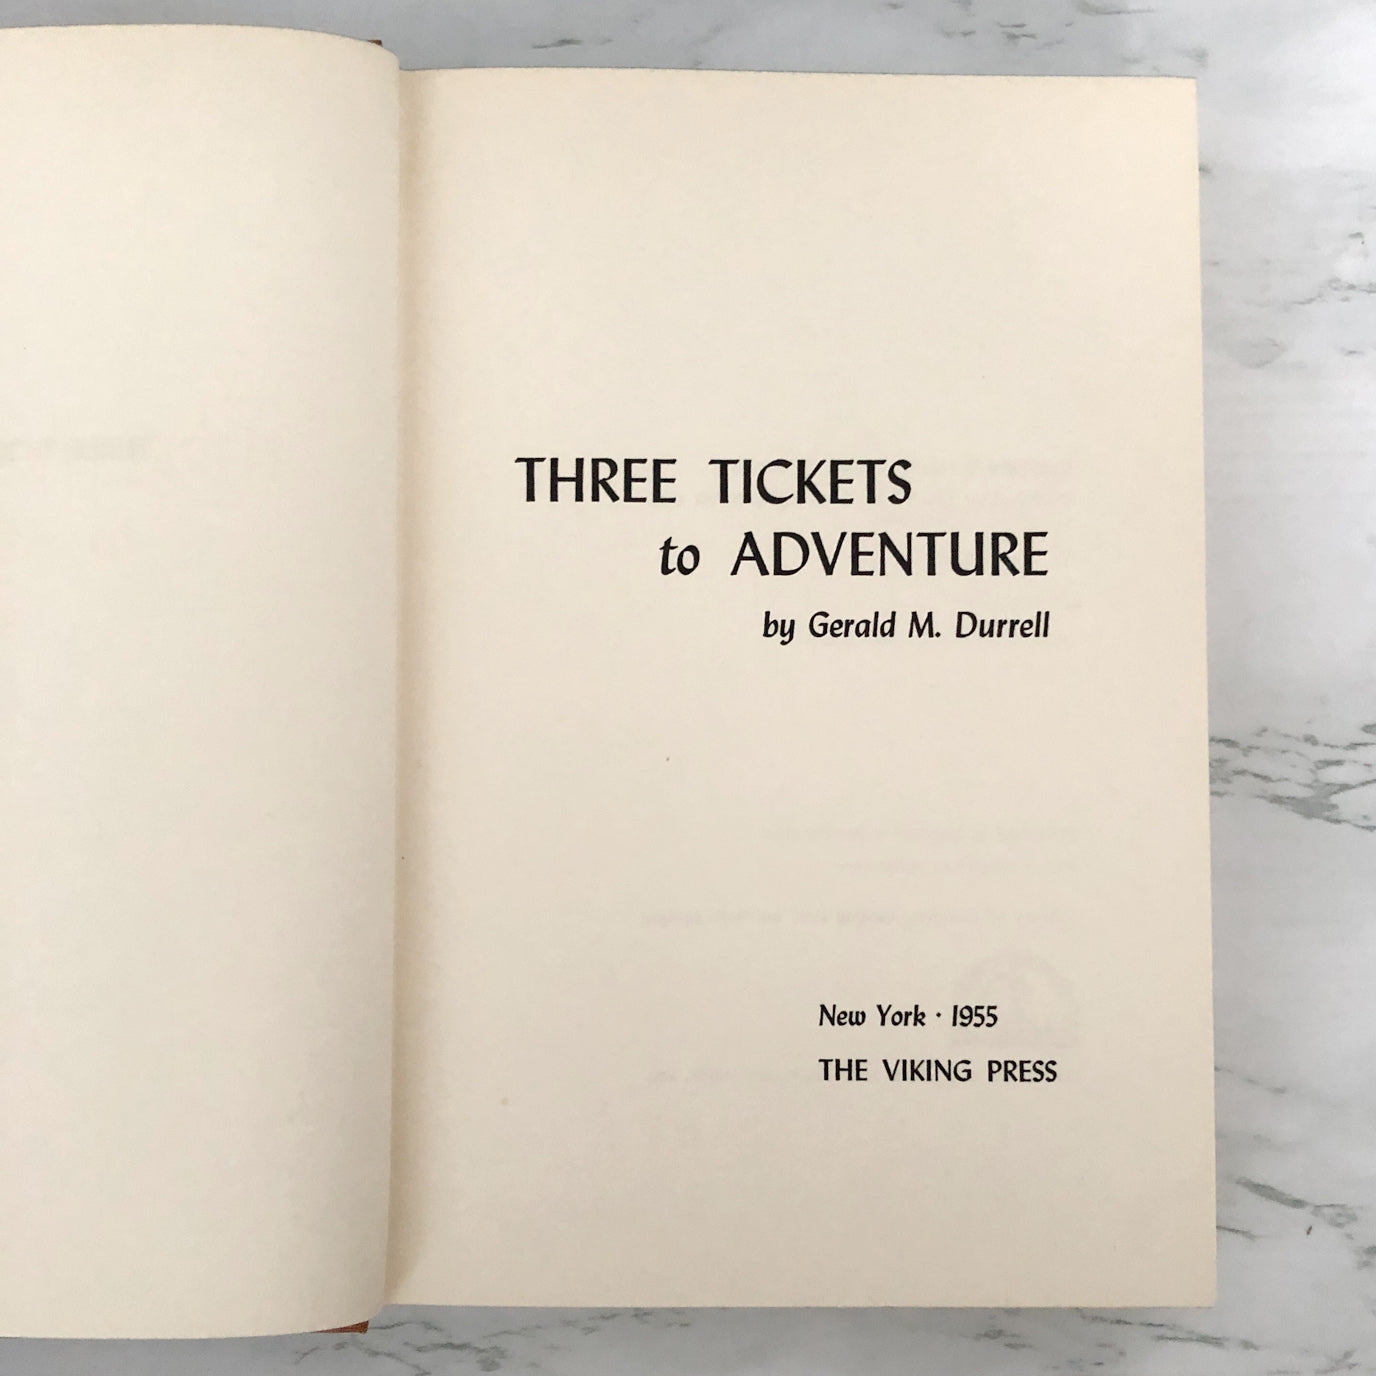 THREE TICKETS
to ADVENTURE
by Gerald M. Durrell
New York · 1955
THE VIKING PRESS